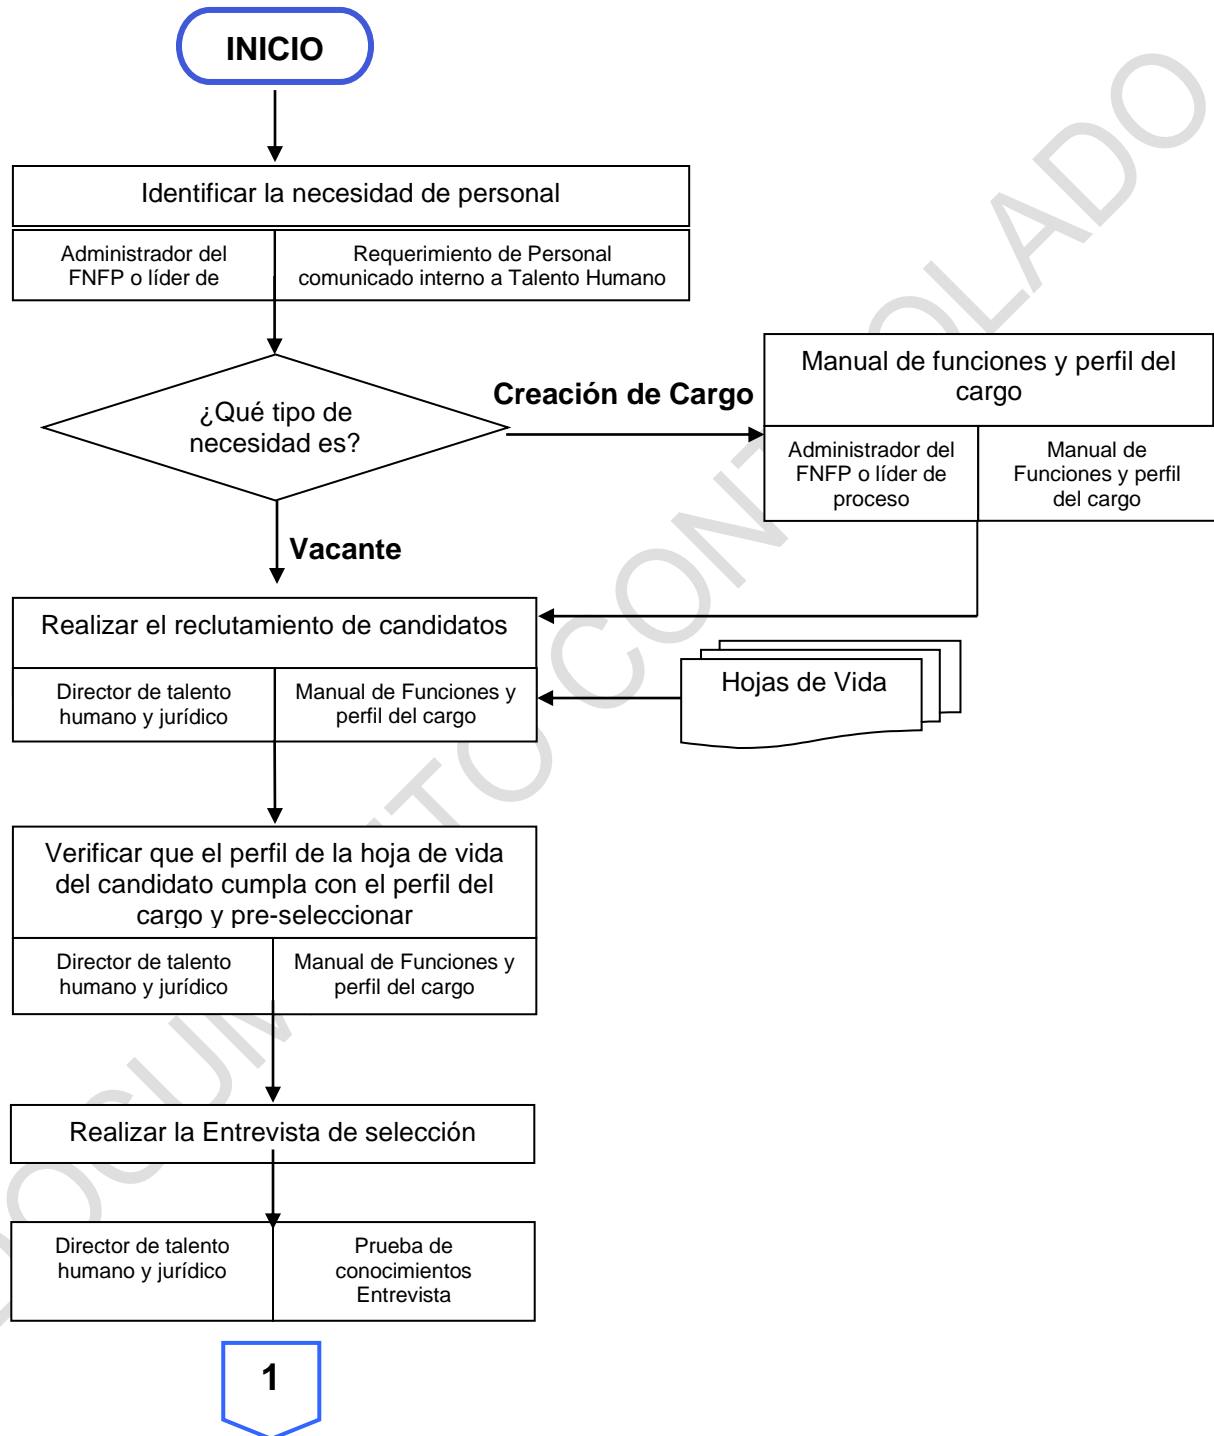 INICIO
Identificar la necesidad de personal
Administrador del
FNFP o líder de
Requerimiento de Personal
comunicado interno a Talento Humano
¿Qué tipo de
necesidad es?
Creación de Cargo
Manual de funciones y perfil del
cargo
Administrador del
FNFP o líder de
proceso
Manual de
Funciones y perfil
del cargo
Vacante
Realizar el reclutamiento de candidatos
Director de talento
humano y jurídico
Manual de Funciones y
perfil del cargo
Hojas de Vida
Verificar que el perfil de la hoja de vida
del candidato cumpla con el perfil del
cargo y pre-seleccionar
Director de talento
humano y jurídico
Manual de Funciones y
perfil del cargo
Realizar la Entrevista de selección
Director de talento
humano y jurídico
Prueba de
conocimientos
Entrevista
1